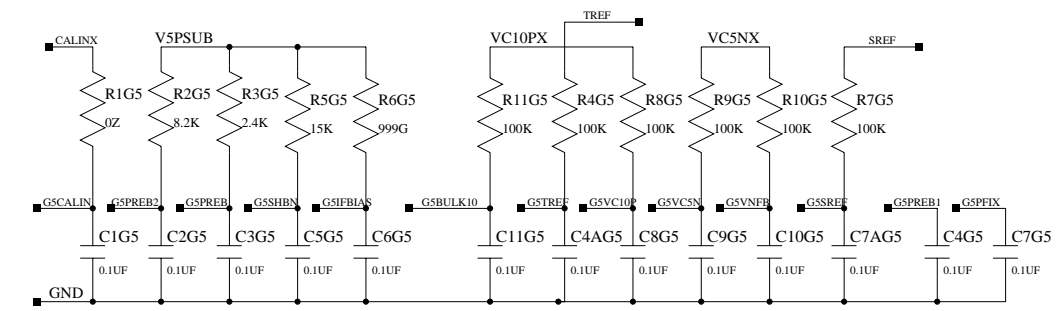 TREF
CALINX V5PSUB VC10PX VC5NX SREF
R1G5 R2G5 R3G5 R5G5 R6G5 R11G5 R4G5 R8G5 R9G5 R10G5 R7G5
0Z 8.2K 2.4K 15K 999G 100K 100K 100K 100K 100K 100K
G5CALIN G5PREB2 G5PREB G5SHBN G5IFBIAS G5BULK10 G5TREF G5VC10P G5VC5N G5VNFB G5SREF G5PREB1 G5PFIX
C1G5 C2G5 C3G5 C5G5 C6G5 C11G5 C4AG5 C8G5 C9G5 C10G5 C7AG5 C4G5 C7G5
0.1UF 0.1UF 0.1UF 0.1UF 0.1UF 0.1UF 0.1UF 0.1UF 0.1UF 0.1UF 0.1UF 0.1UF 0.1UF
GND